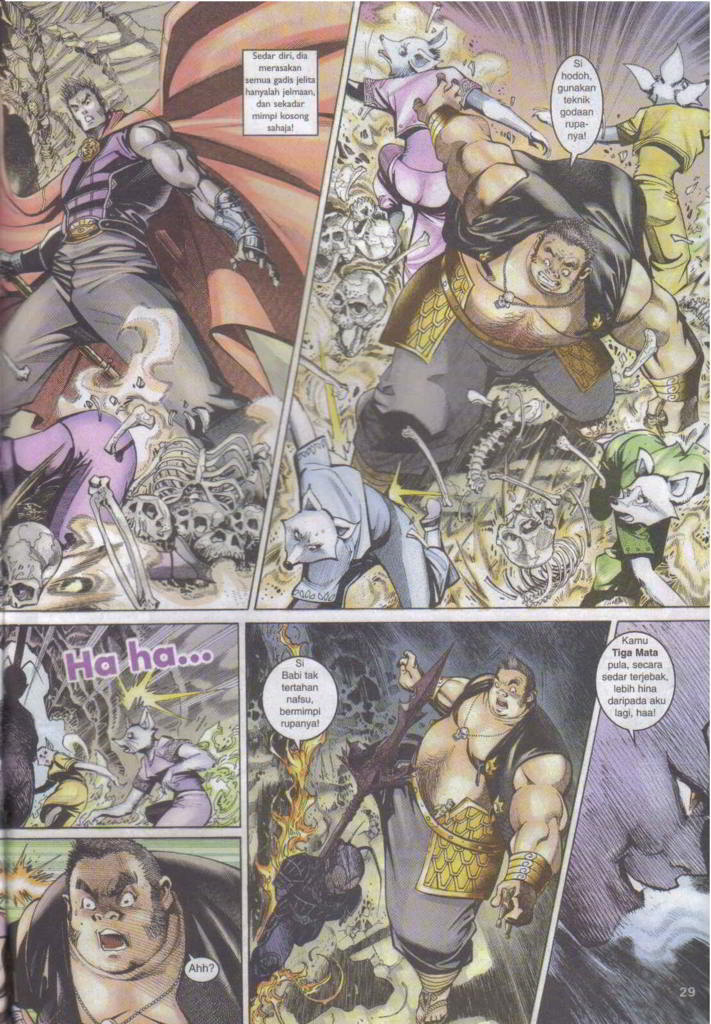 Sedar diri, dia
merasakan
semua gadis jelita
hanyalah jelmaan,
dan sekadar
mimpi kosong
sahaja!
Si
hodoh,
gunakan
teknik
godaan
rupa-
nya!
Ha ha...
Ahh?
Si
Babi tak
tertahan
nafsu,
bermimpi
rupanya!
Kamu
Tiga Mata
pula, secara
sedar terjebak,
lebih hina
daripada aku
lagi, haa!
29